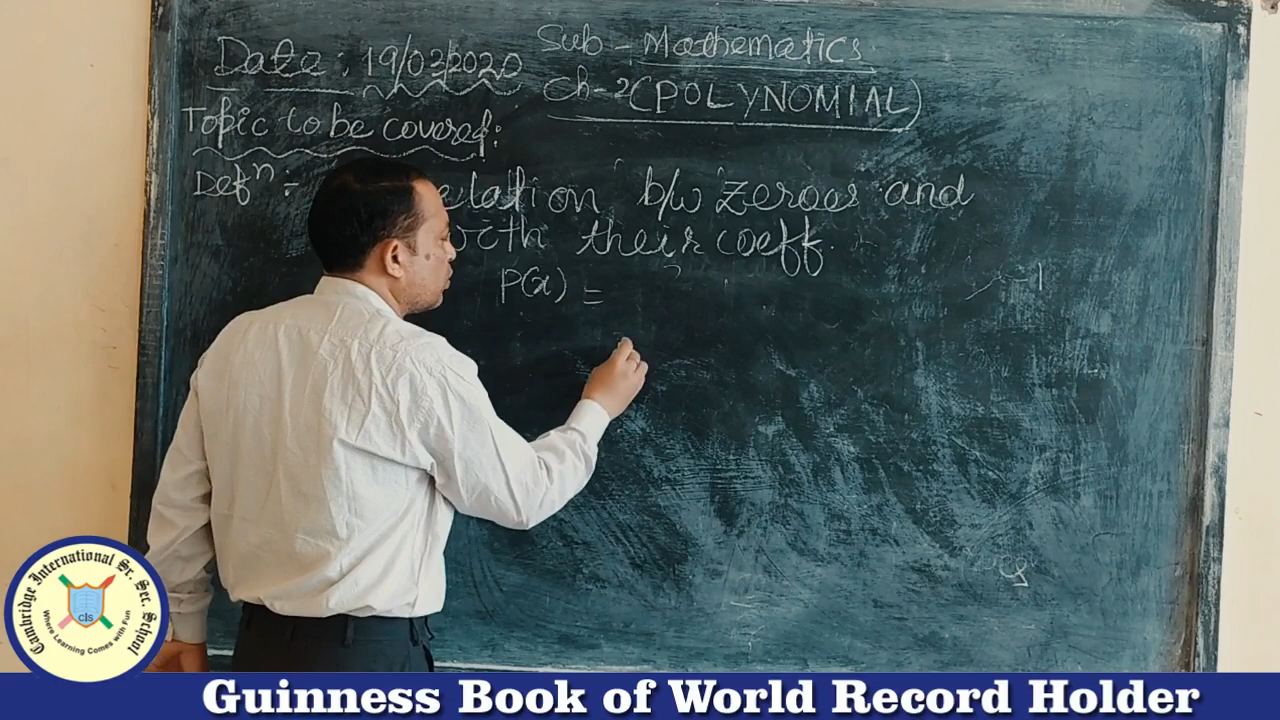 Date : 19/03/2020
Sub - Mathematics
Ch-2 (POLYNOMIAL)
Topic to be covered :
Defⁿ :- elation b/w zeroes and
with their coeff
P(x) =
Cambridge International Sr. Sec. School
cis
Where Learning Comes with Fun
Guinness Book of World Record Holder